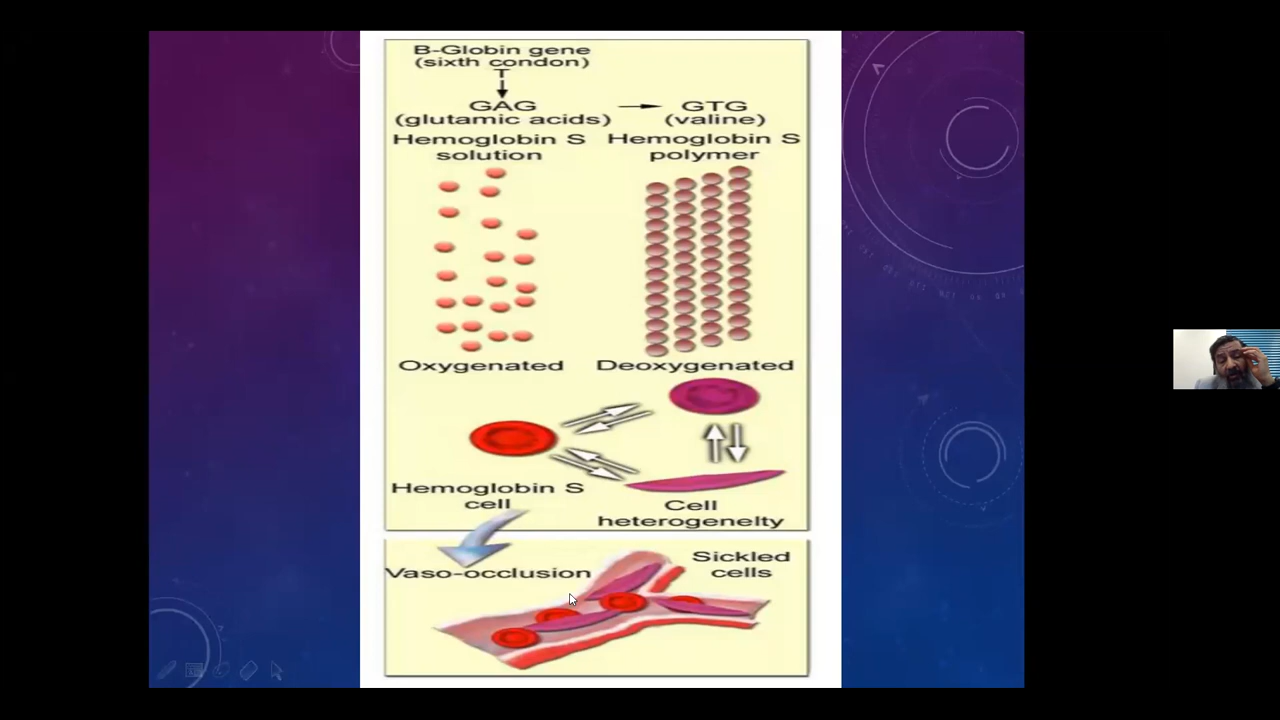 B-Globin gene
(sixth condon)
T
GAG
(glutamic acids)
GTG
(valine)
Hemoglobin S
solution
Hemoglobin S
polymer
Oxygenated
Deoxygenated
Hemoglobin S
cell
Cell
heterogenelty
Vaso-occlusion
Sickled
cells